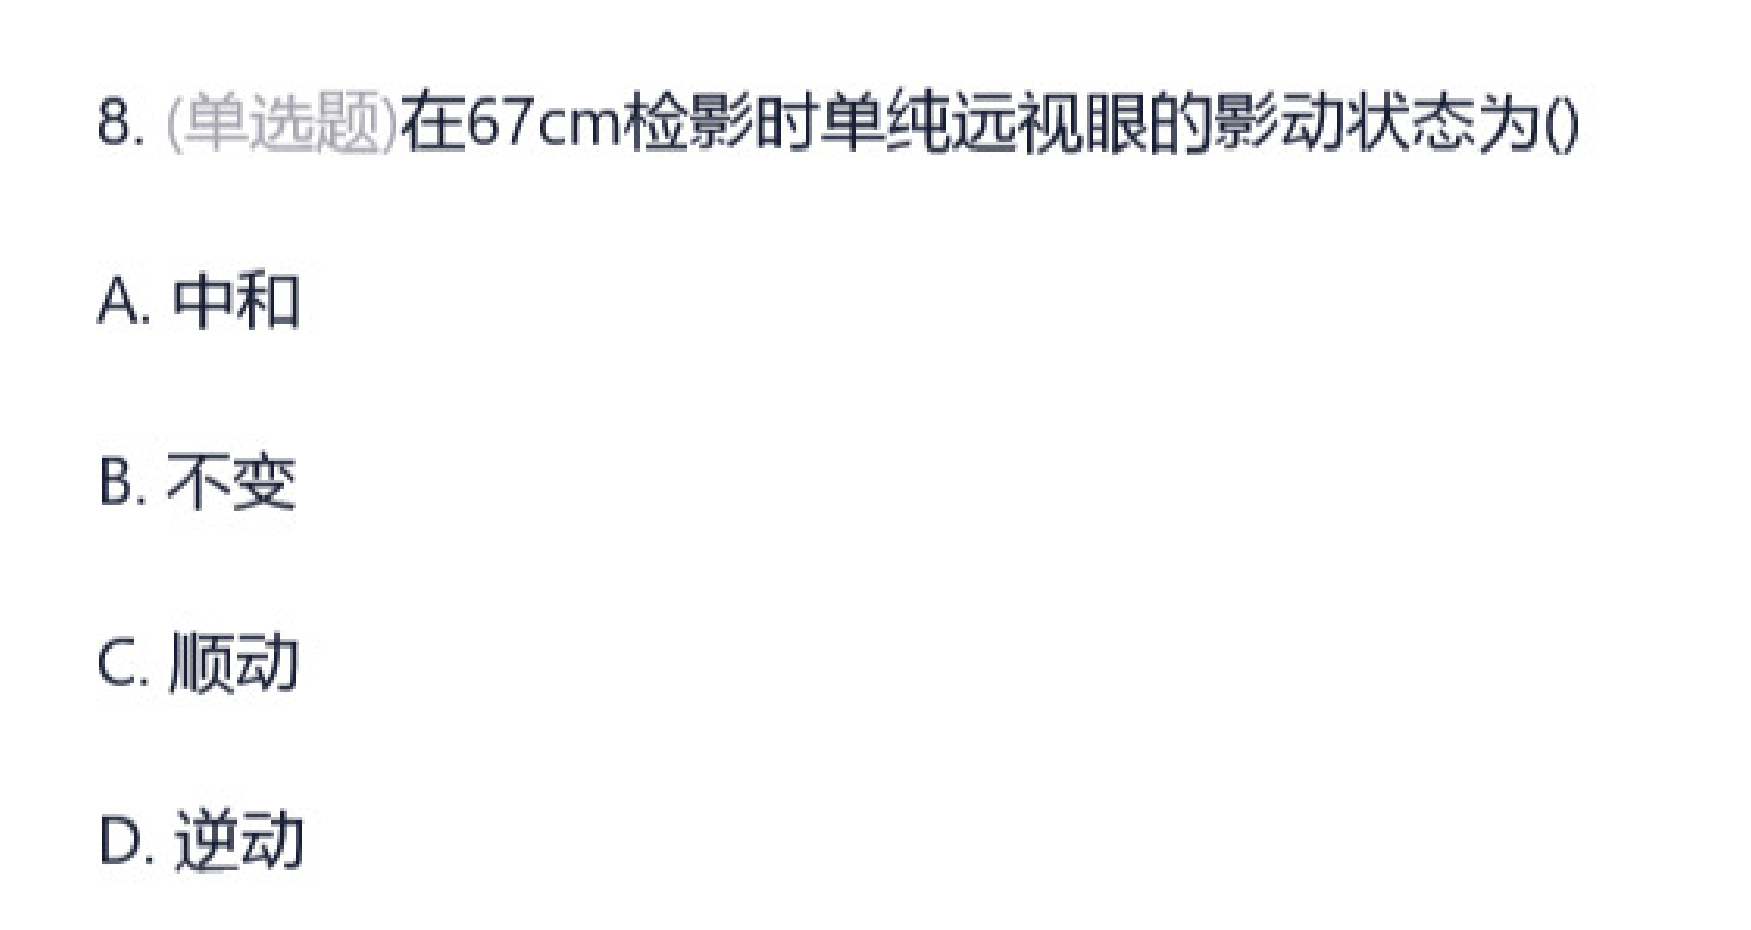 8. (单选题)在67cm检影时单纯远视眼的影动状态为()
A. 中和
B. 不变
C. 顺动
D. 逆动